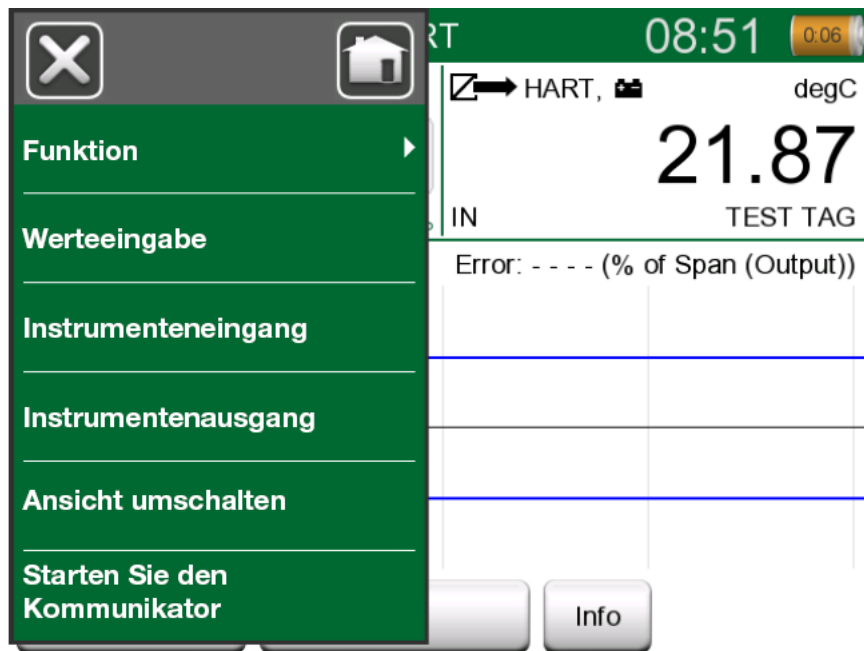 RT
08:51
0:06
HART,
degC
21.87
IN
TEST TAG
Error: - - - - (% of Span (Output))
Funktion
Werteeingabe
Instrumenteneingang
Instrumentenausgang
Ansicht umschalten
Starten Sie den
Kommunikator
Info